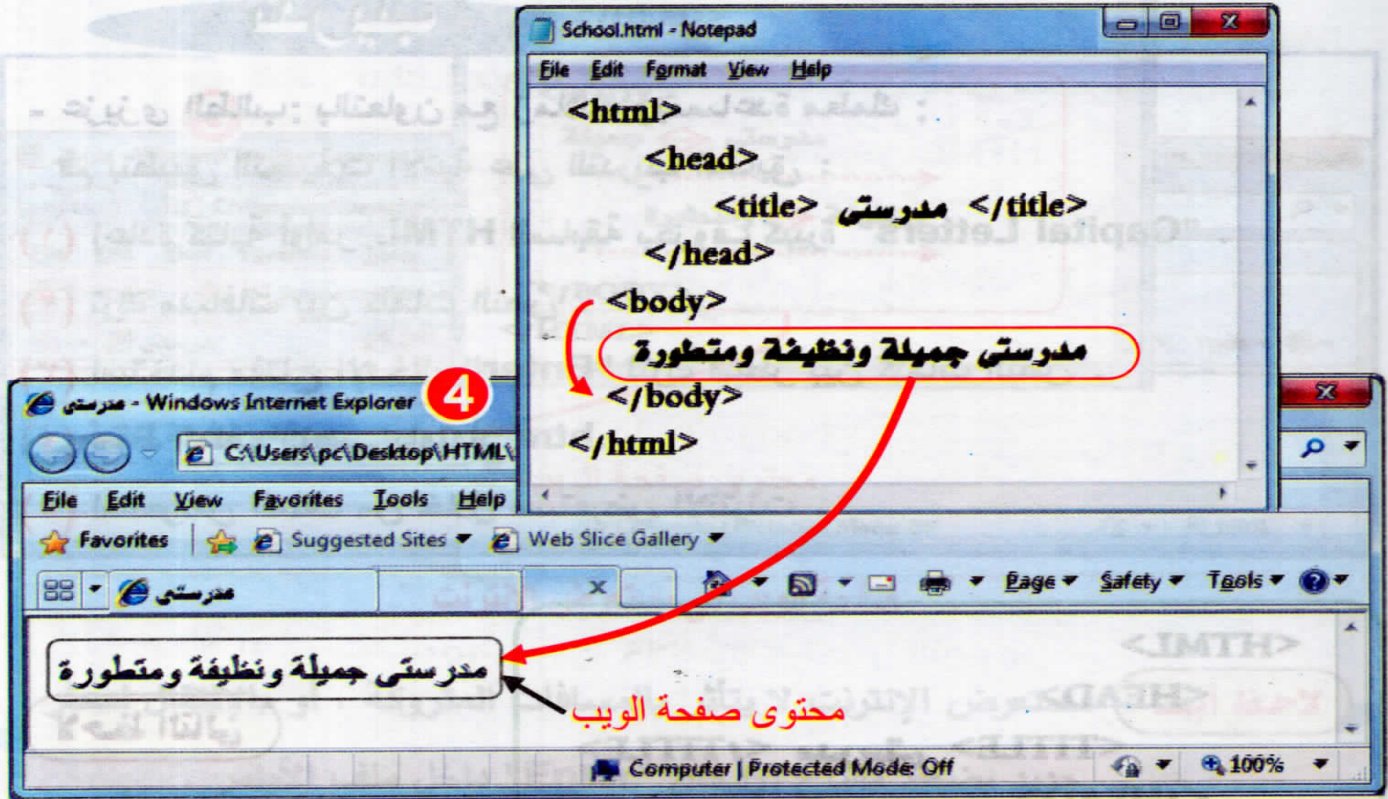 School.html - Notepad
File Edit Format View Help
<html>
<head>
<title> مدرستى </title>
</head>
<body>
مدرستى جميلة ونظيفة ومتطورة
</body>
</html>
مدرستى - Windows Internet Explorer
4
C:\Users\pc\Desktop\HTML\
File Edit View Favorites Tools Help
Favorites Suggested Sites Web Slice Gallery
مدرستى
Page Safety Tools
مدرستى جميلة ونظيفة ومتطورة
محتوى صفحة الويب
Computer | Protected Mode: Off 100%